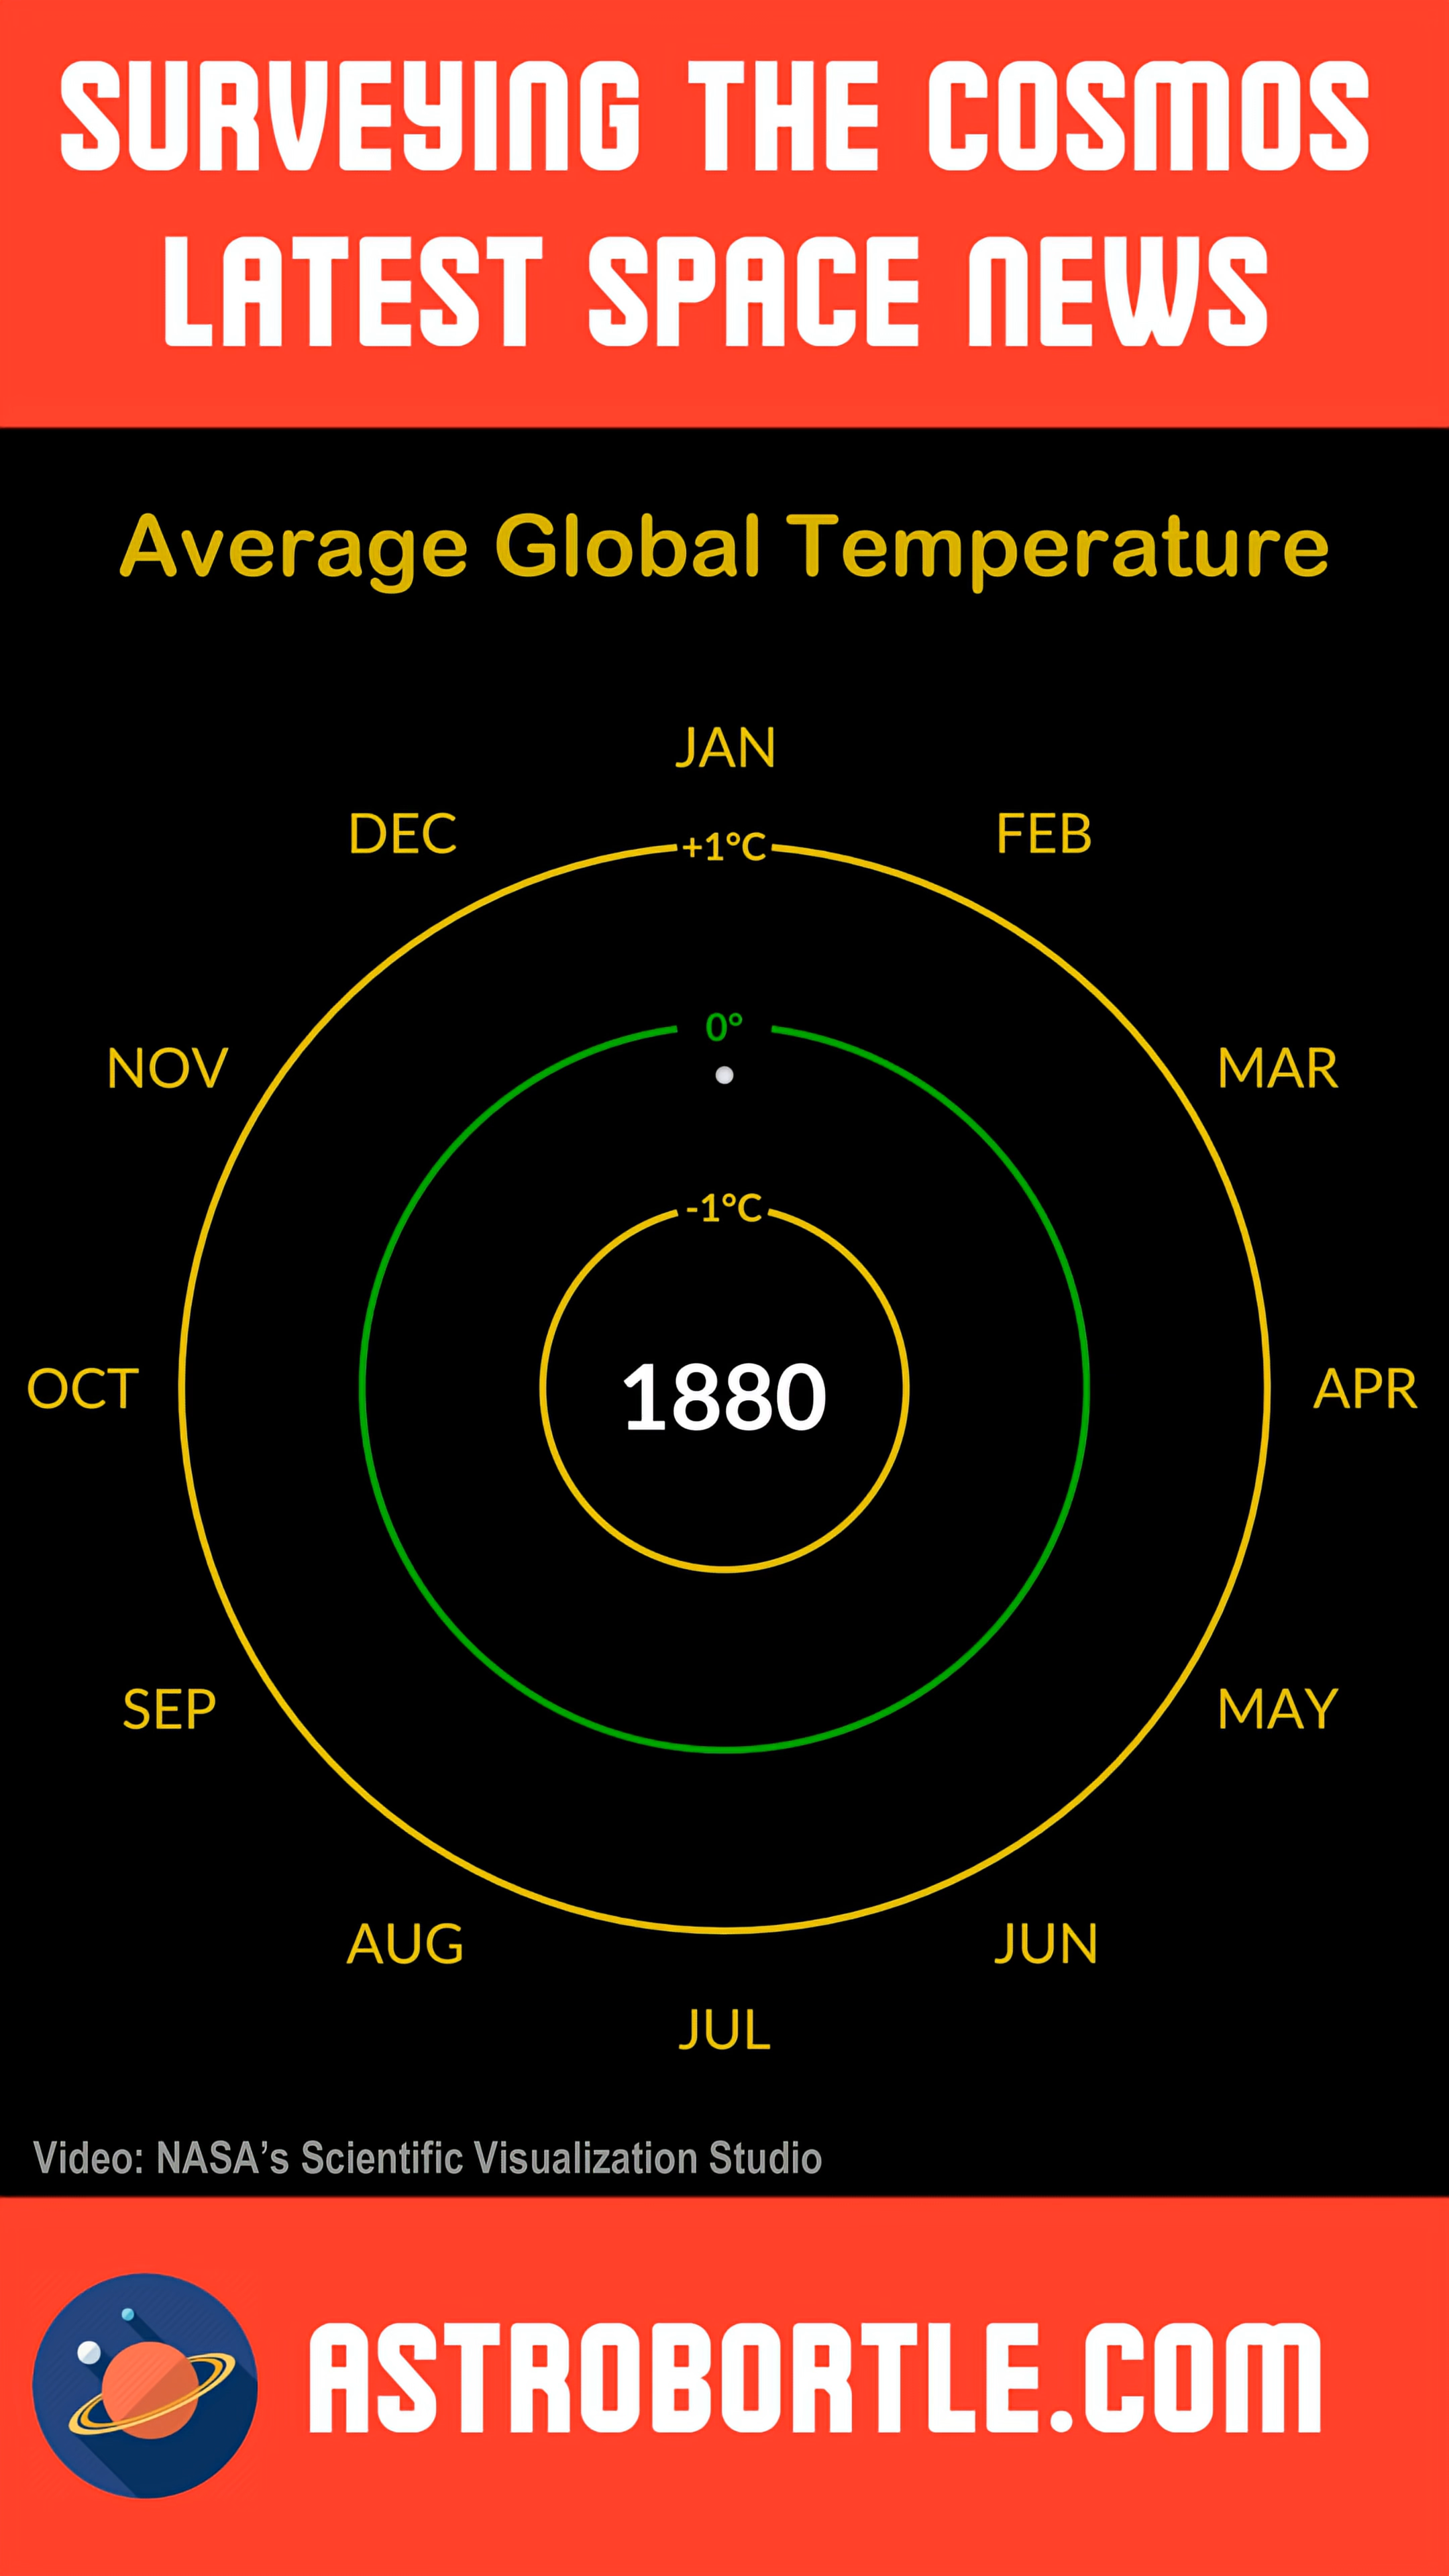 SURVEYING THE COSMOS
LATEST SPACE NEWS
Average Global Temperature
JAN
DEC
FEB
+1°C
0°
NOV
MAR
-1°C
1880
OCT
APR
SEP
MAY
AUG
JUN
JUL
Video: NASA’s Scientific Visualization Studio
ASTROBORTLE.COM